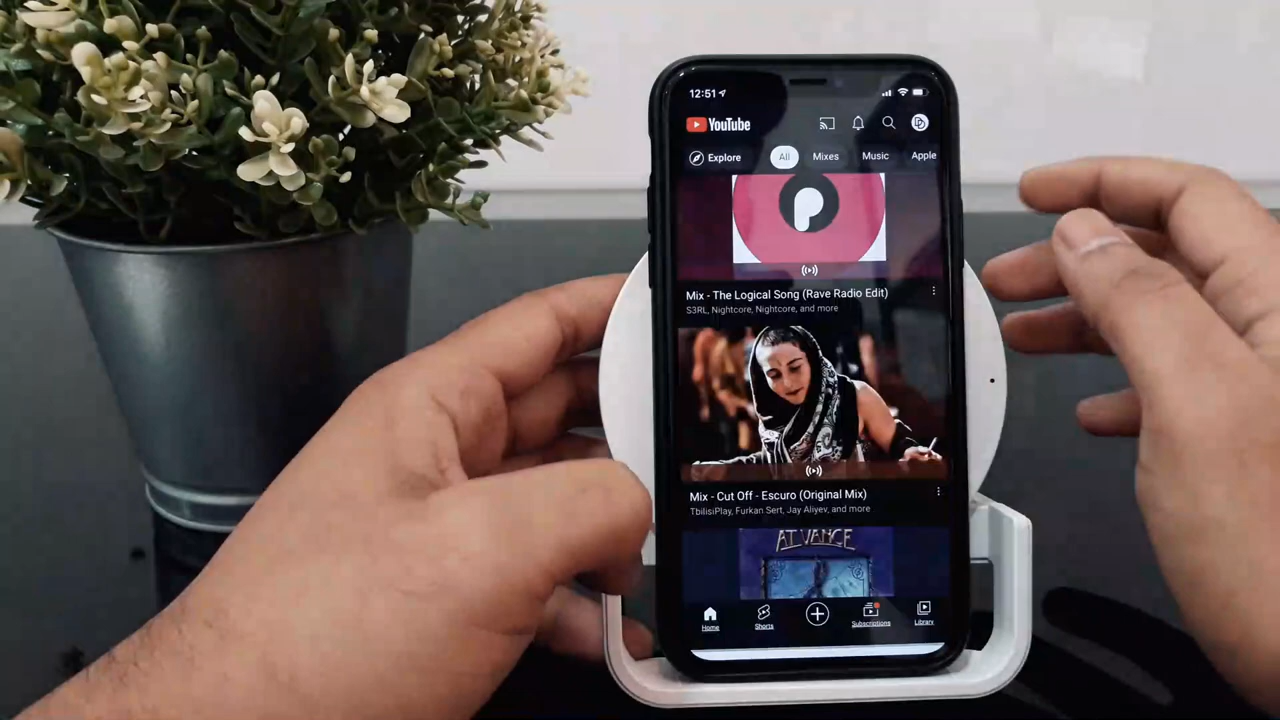 12:51
YouTube
Explore All Mixes Music Apple
Mix - The Logical Song (Rave Radio Edit)
S3RL, Nightcore, Nightcore, and more
Mix - Cut Off - Escuro (Original Mix)
TbilisiPlay, Furkan Sert, Jay Aliyev, and more
AT VANCE
Home Shorts Subscriptions Library